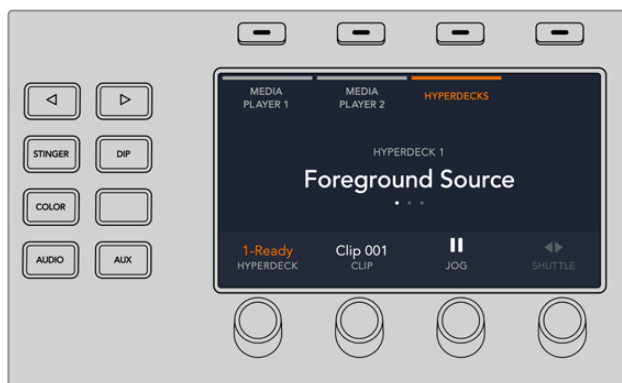 MEDIA
PLAYER 1
MEDIA
PLAYER 2
HYPERDECKS
STINGER
DIP
HYPERDECK 1
Foreground Source
COLOR
AUDIO
AUX
1-Ready
HYPERDECK
Clip 001
CLIP
JOG
SHUTTLE